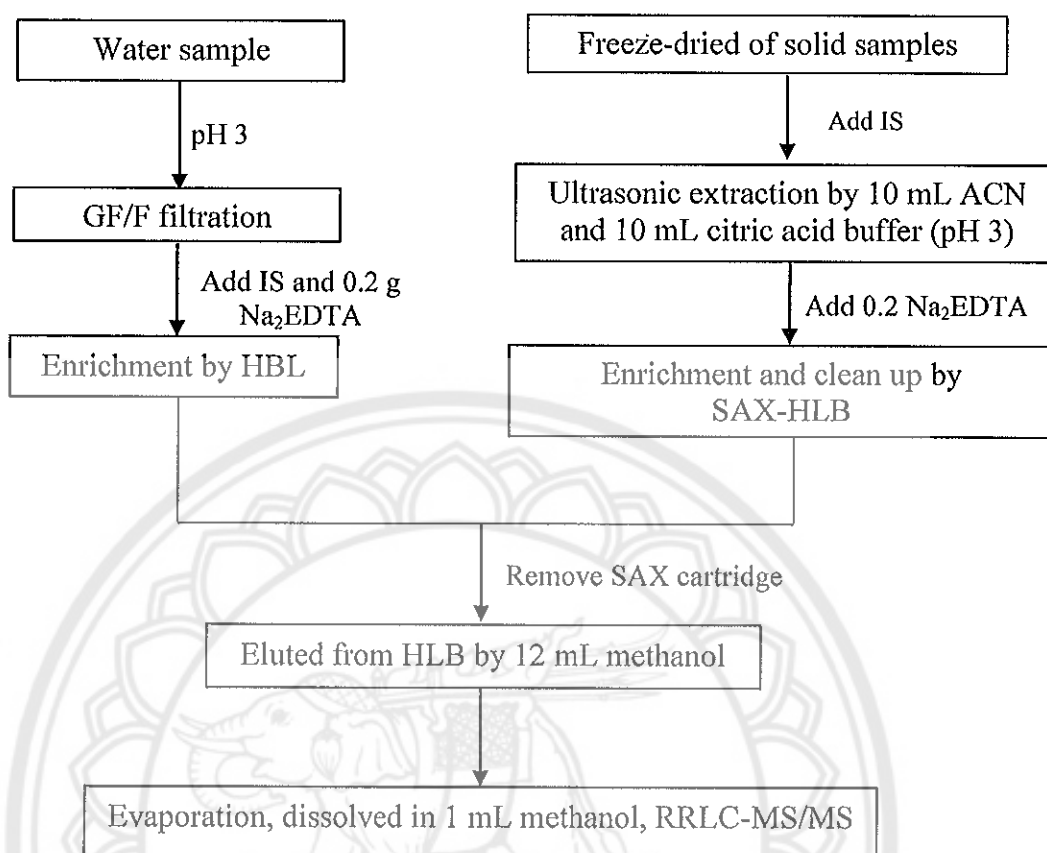 Water sample
pH 3
GF/F filtration
Add IS and 0.2 g
Na₂EDTA
Enrichment by HBL
Freeze-dried of solid samples
Add IS
Ultrasonic extraction by 10 mL ACN
and 10 mL citric acid buffer (pH 3)
Add 0.2 Na₂EDTA
Enrichment and clean up by
SAX-HLB
Remove SAX cartridge
Eluted from HLB by 12 mL methanol
Evaporation, dissolved in 1 mL methanol, RRLC-MS/MS